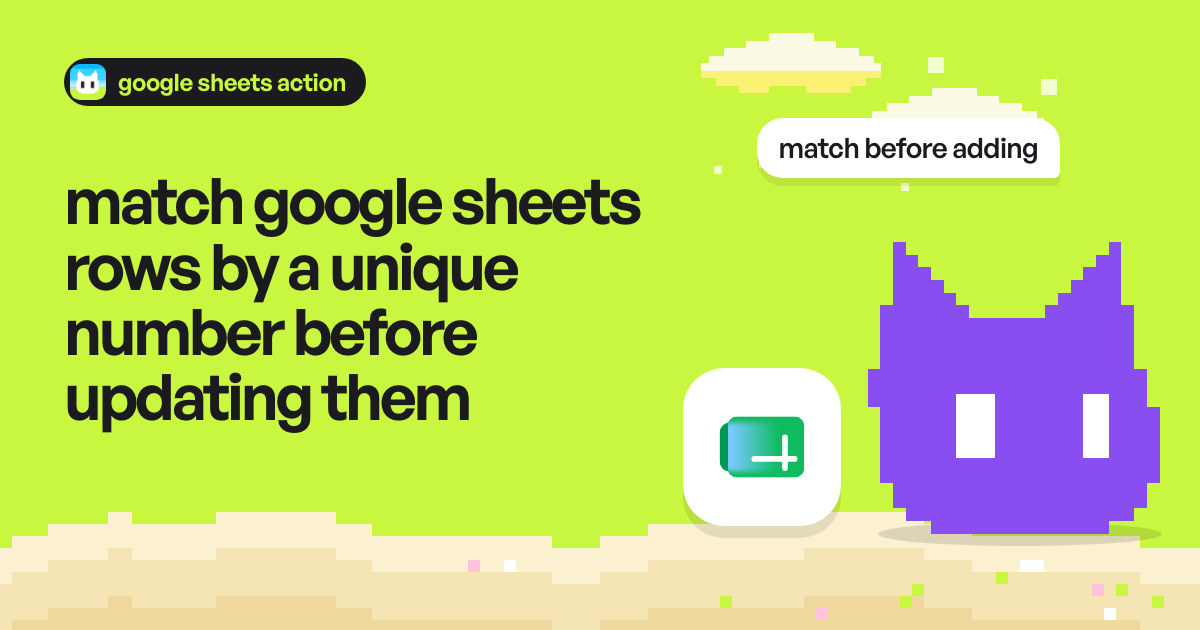 google sheets action
match before adding
match google sheets
rows by a unique
number before
updating them